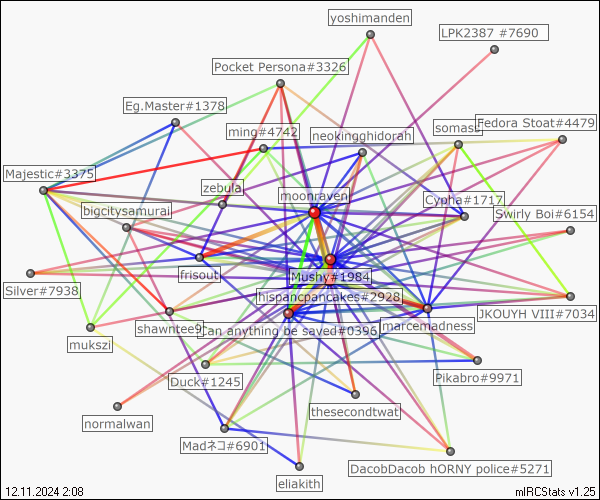 yoshimanden
LPK2387 #7690
Pocket Persona#3326
Eg.Master#1378
ming#4742
neokingghidorah
somass
Fedora Stoat#4479
Majestic#3375
zebula
moonraven
Cypha#1717
bigcitysamurai
Swirly Boi#6154
frisout
Mushy#1984
Silver#7938
hispancpancakes#2928
JKOUYH VIII#7034
shawntee9
Can anything be saved#0396
marcemadness
mukszi
Pikabro#9971
Duck#1245
normalwan
thesecondtwat
Madネコ#6901
DacobDacob hORNY police#5271
eliakith
12.11.2024 2:08
mIRCStats v1.25